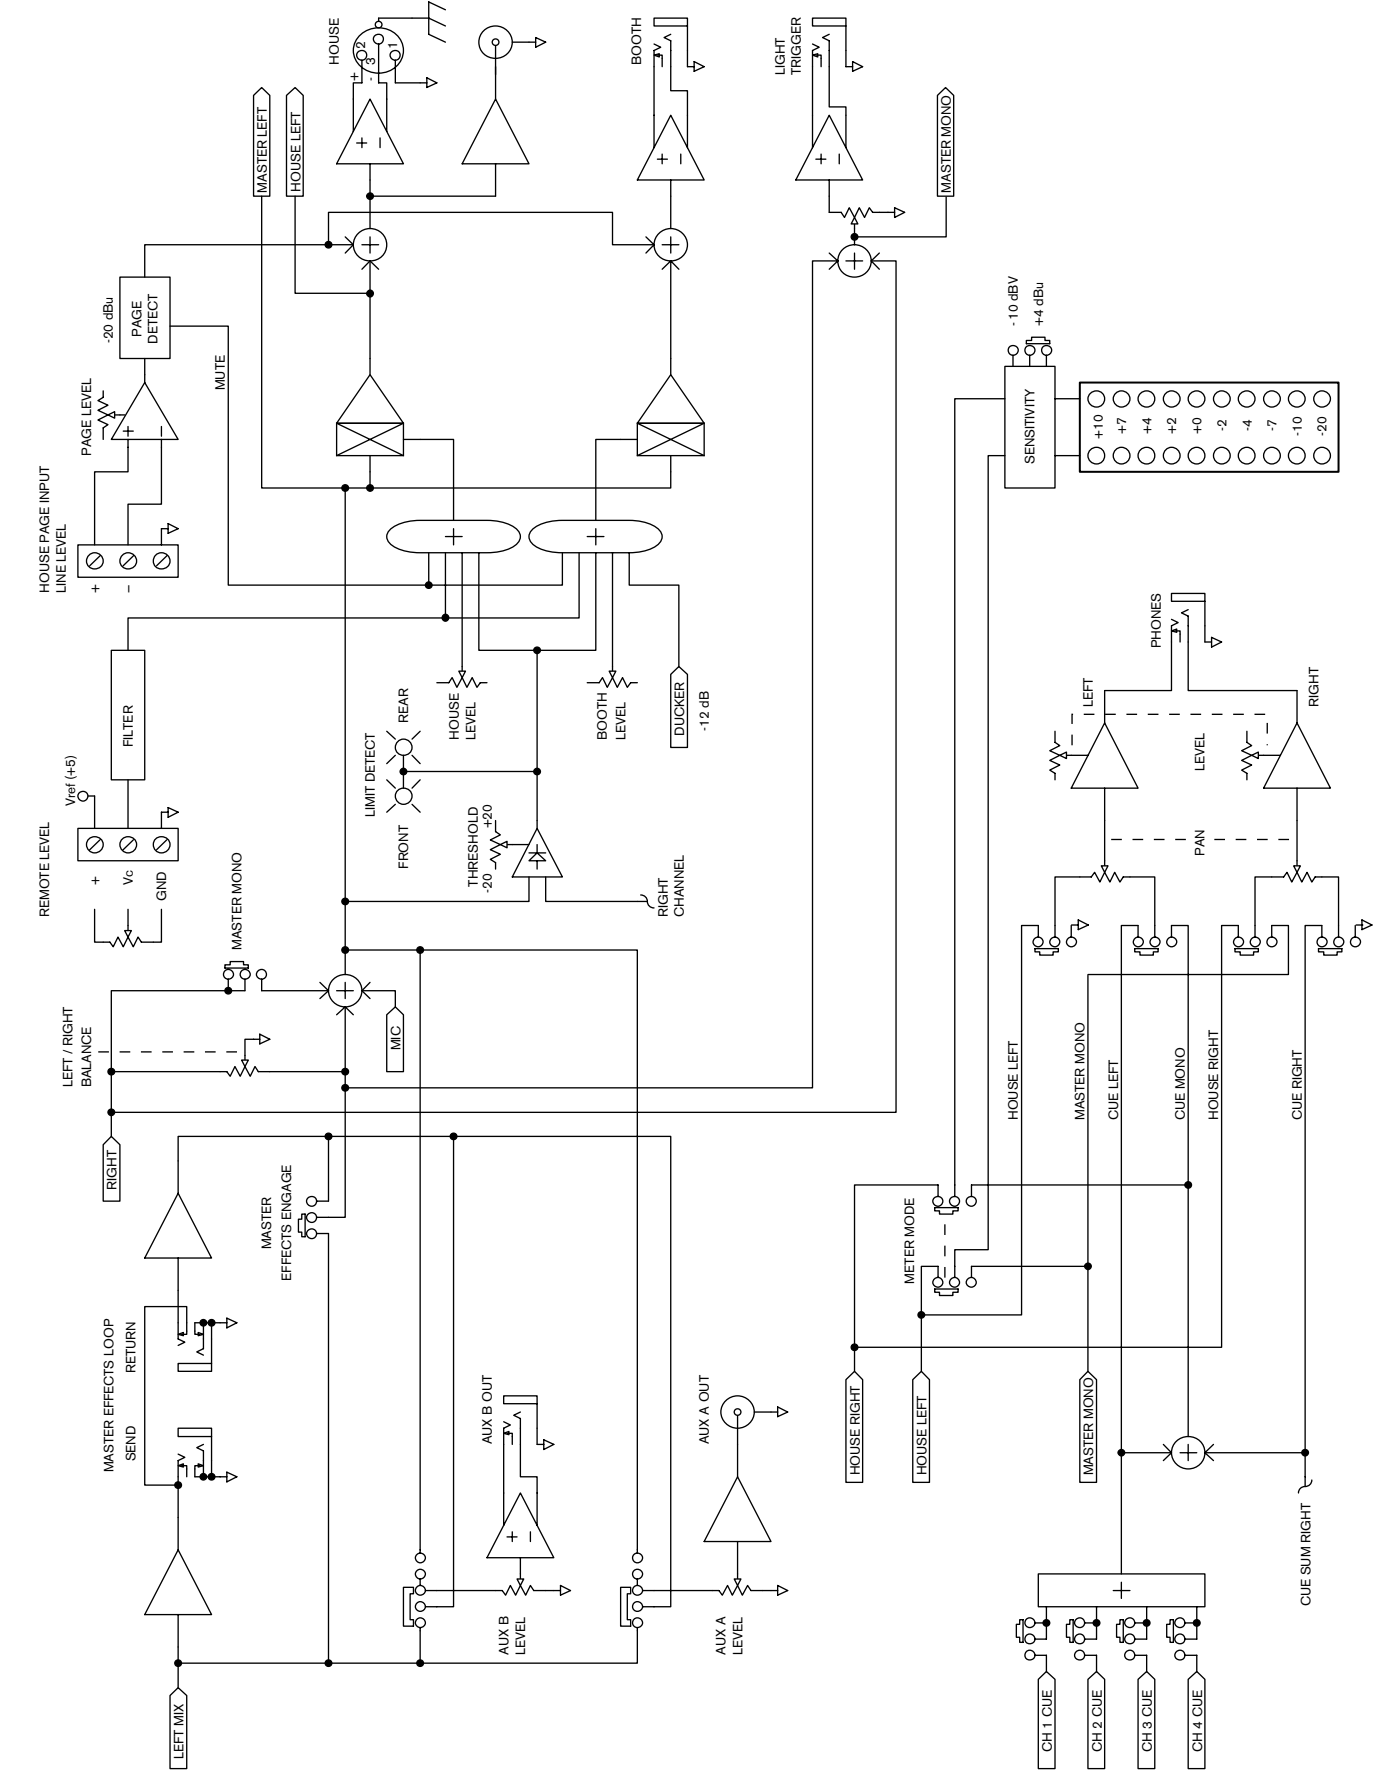 HOUSE PAGE INPUT
LINE LEVEL
+
−
PAGE LEVEL
+
−
-20 dBu
PAGE
DETECT
MUTE
MASTER LEFT
HOUSE LEFT
HOUSE
+
-
2
3
1
+
−
BOOTH
+
−
LIGHT
TRIGGER
+
−
MASTER MONO
+
+
+
REMOTE LEVEL
+
Vc
GND
Vref (+5)
FILTER
+
+
LIMIT DETECT
FRONT
REAR
HOUSE
LEVEL
BOOTH
LEVEL
DUCKER
-12 dB
THRESHOLD
-20
+20
RIGHT
CHANNEL
MASTER MONO
LEFT / RIGHT
BALANCE
+
MIC
RIGHT
MASTER
EFFECTS ENGAGE
MASTER EFFECTS LOOP
SEND
RETURN
LEFT MIX
AUX B
LEVEL
+
−
AUX B OUT
AUX A
LEVEL
AUX A OUT
SENSITIVITY
-10 dBV
+4 dBu
+10
+7
+4
+2
+0
-2
-4
-7
-10
-20
PHONES
LEFT
LEVEL
RIGHT
PAN
HOUSE LEFT
MASTER MONO
CUE LEFT
CUE MONO
HOUSE RIGHT
CUE RIGHT
METER MODE
HOUSE RIGHT
HOUSE LEFT
MASTER MONO
+
CUE SUM RIGHT
+
CH 1 CUE
CH 2 CUE
CH 3 CUE
CH 4 CUE